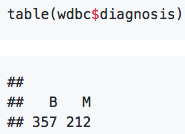 table(wdbc$diagnosis)
##
##   B   M
## 357 212